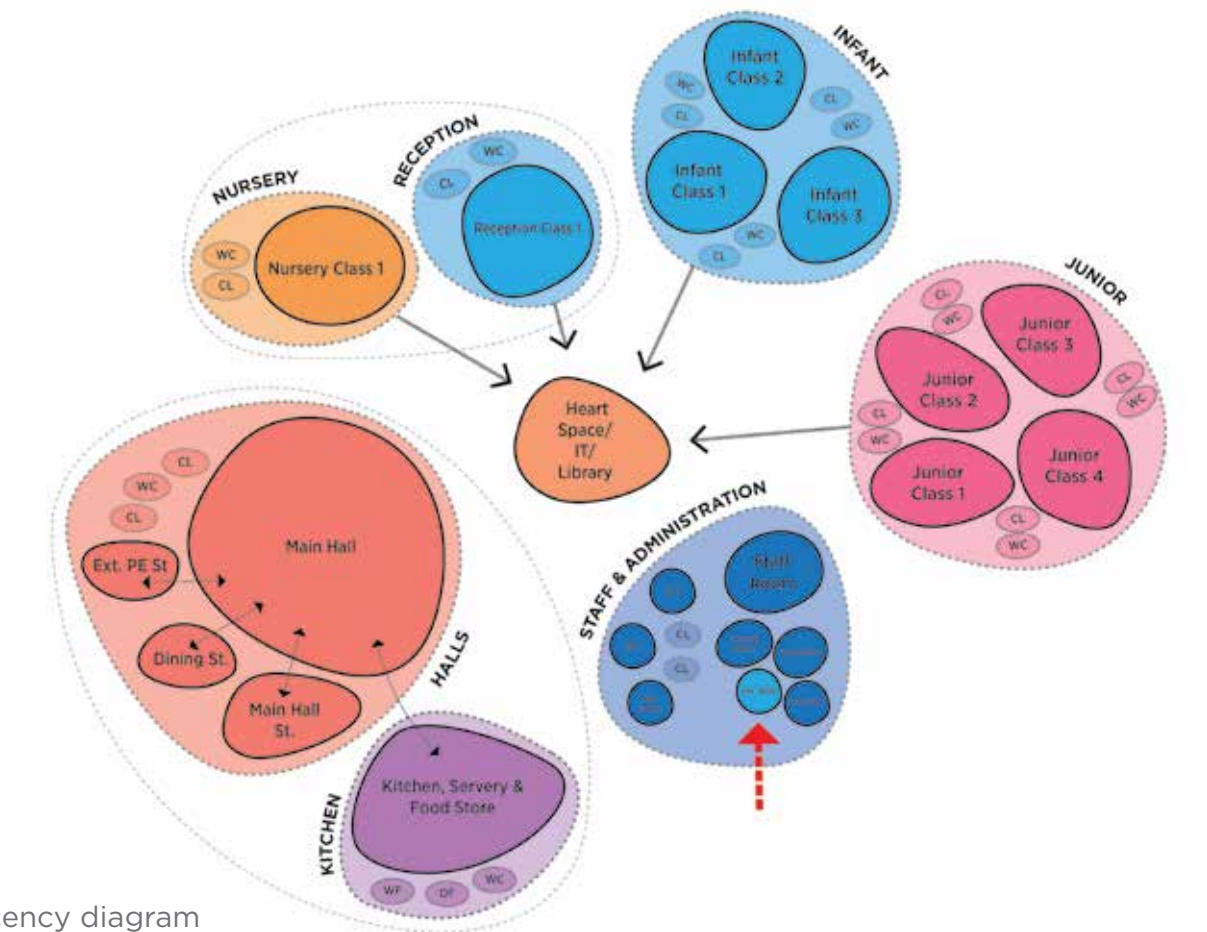 INFANT
Infant
Class 2
WC
CL
CL
WC
Infant
Class 1
Infant
Class 3
WC
CL
RECEPTION
WC
CL
Reception Class 1
NURSERY
WC
CL
Nursery Class 1
JUNIOR
CL
WC
Junior
Class 3
Junior
Class 2
CL
WC
CL
WC
Junior
Class 1
Junior
Class 4
CL
WC
Heart
Space/
IT/
Library
HALLS
CL
WC
CL
Main Hall
Ext. PE St
Dining St.
Main Hall
St.
STAFF & ADMINISTRATION
Staff
Room
CL
CL
KITCHEN
Kitchen, Servery &
Food Store
WC
ency diagram